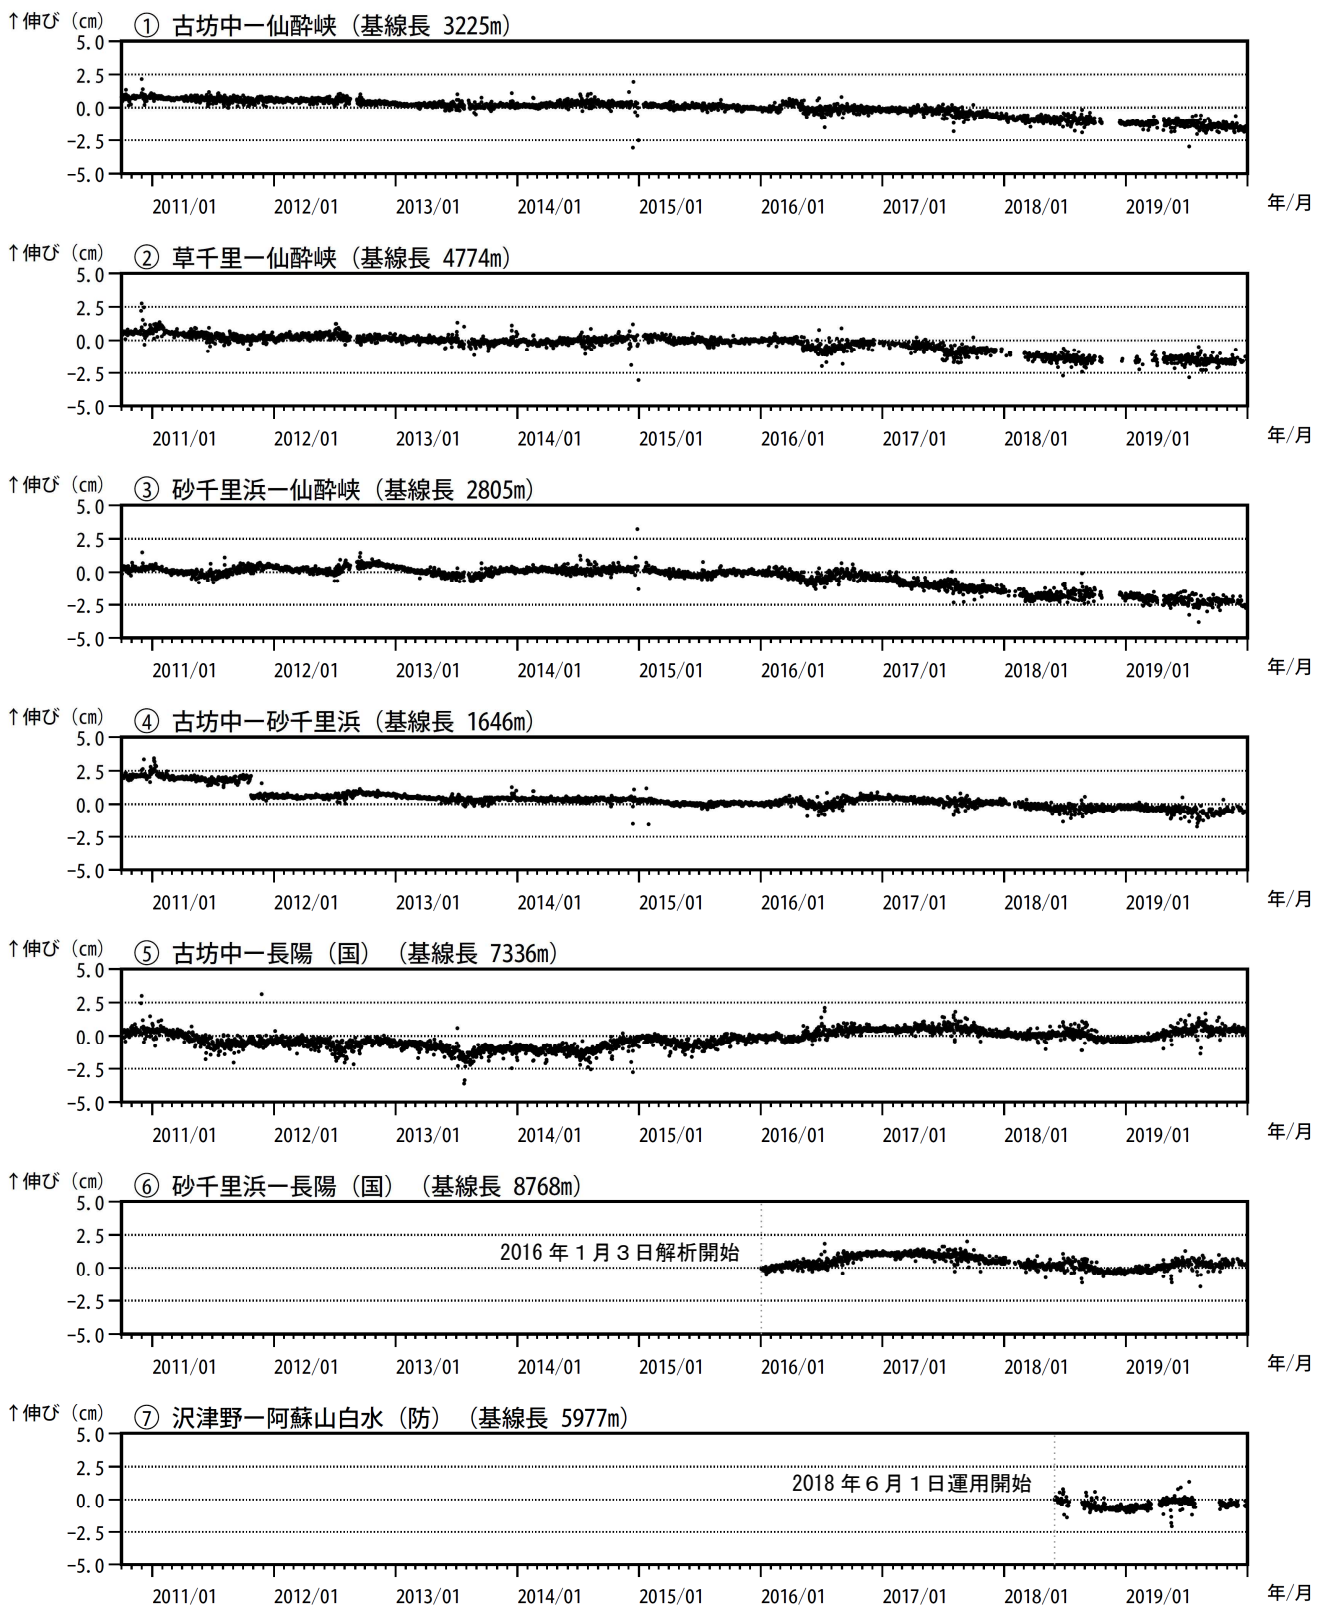 ↑伸び（cm） ① 古坊中ー仙酔峡（基線長 3225m）
5.0
2.5
0.0
−2.5
−5.0
2011/01 2012/01 2013/01 2014/01 2015/01 2016/01 2017/01 2018/01 2019/01 年/月
↑伸び（cm） ② 草千里ー仙酔峡（基線長 4774m）
5.0
2.5
0.0
−2.5
−5.0
2011/01 2012/01 2013/01 2014/01 2015/01 2016/01 2017/01 2018/01 2019/01 年/月
↑伸び（cm） ③ 砂千里浜ー仙酔峡（基線長 2805m）
5.0
2.5
0.0
−2.5
−5.0
2011/01 2012/01 2013/01 2014/01 2015/01 2016/01 2017/01 2018/01 2019/01 年/月
↑伸び（cm） ④ 古坊中ー砂千里浜（基線長 1646m）
5.0
2.5
0.0
−2.5
−5.0
2011/01 2012/01 2013/01 2014/01 2015/01 2016/01 2017/01 2018/01 2019/01 年/月
↑伸び（cm） ⑤ 古坊中ー長陽（国）（基線長 7336m）
5.0
2.5
0.0
−2.5
−5.0
2011/01 2012/01 2013/01 2014/01 2015/01 2016/01 2017/01 2018/01 2019/01 年/月
↑伸び（cm） ⑥ 砂千里浜ー長陽（国）（基線長 8768m）
5.0
2.5
2016年１月３日解析開始
0.0
−2.5
−5.0
2011/01 2012/01 2013/01 2014/01 2015/01 2016/01 2017/01 2018/01 2019/01 年/月
↑伸び（cm） ⑦ 沢津野ー阿蘇山白水（防）（基線長 5977m）
5.0
2.5
2018年６月１日運用開始
0.0
−2.5
−5.0
2011/01 2012/01 2013/01 2014/01 2015/01 2016/01 2017/01 2018/01 2019/01 年/月